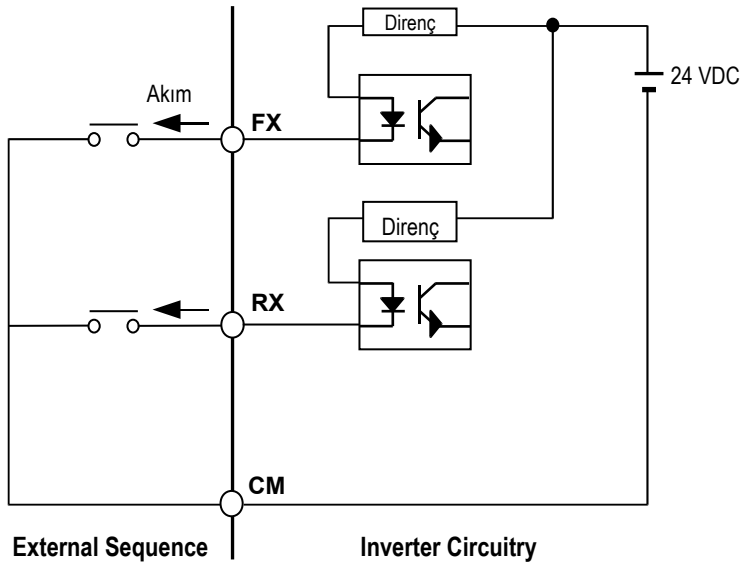 Direnç
24 VDC
Akım
FX
Direnç
RX
CM
External Sequence
Inverter Circuitry